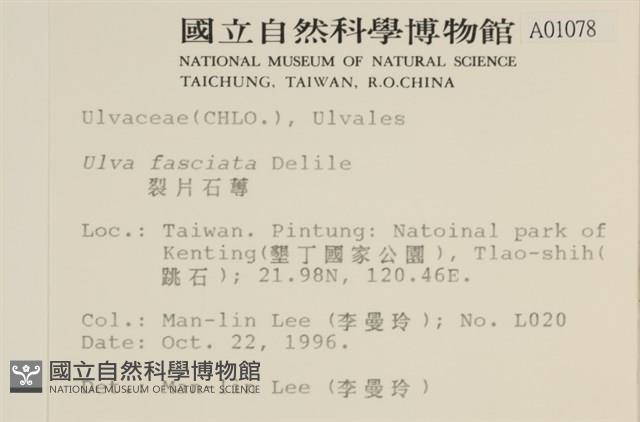 國立自然科學博物館 A01078
NATIONAL MUSEUM OF NATURAL SCIENCE
TAICHUNG, TAIWAN, R.O.CHINA
Ulvaceae(CHLO.), Ulvales
Ulva fasciata Delile
裂片石蓴
Loc.: Taiwan. Pintung: Natoinal park of
Kenting(墾丁國家公園), Tlao-shih(
跳石); 21.98N, 120.46E.
Col.: Man-lin Lee (李曼玲); No. L020
Date: Oct. 22, 1996.
Det.: Man-lin Lee (李曼玲)
國立自然科學博物館
NATIONAL MUSEUM OF NATURAL SCIENCE